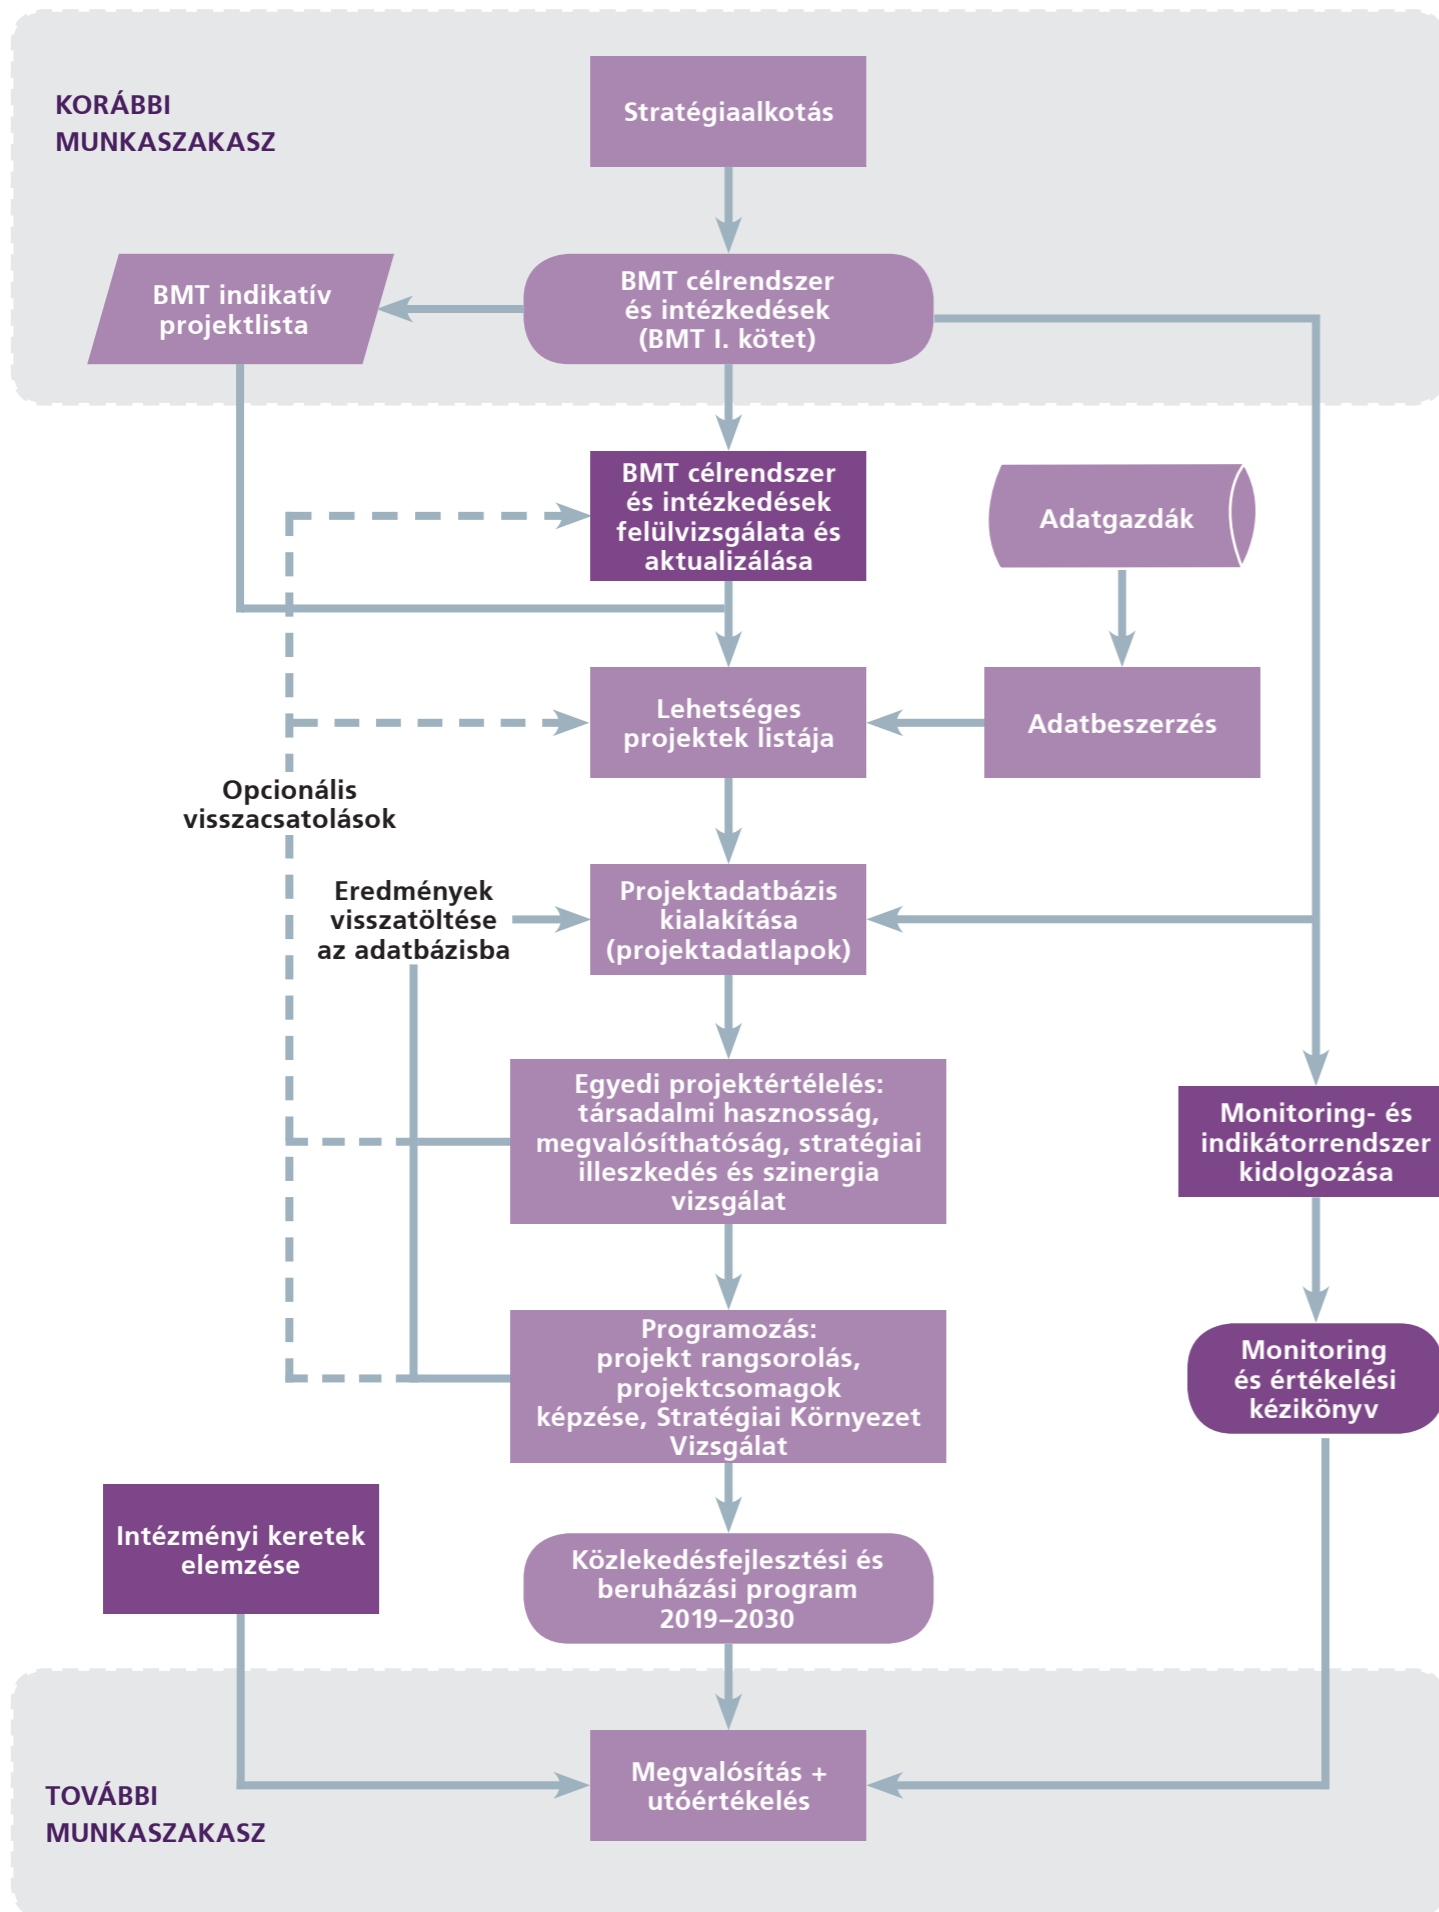 KORÁBBI
MUNKASZAKASZ
Stratégiaalkotás
BMT indikatív
projektlista
BMT célrendszer
és intézkedések
(BMT I. kötet)
BMT célrendszer
és intézkedések
felülvizsgálata és
aktualizálása
Adatgazdák
Lehetséges
projektek listája
Adatbeszerzés
Opcionális
visszacsatolások
Eredmények
visszatöltése
az adatbázisba
Projektadatbázis
kialakítása
(projektadatlapok)
Egyedi projektértélelés:
társadalmi hasznosság,
megvalósíthatóság, stratégiai
illeszkedés és szinergia
vizsgálat
Monitoring- és
indikátorrendszer
kidolgozása
Programozás:
projekt rangsorolás,
projektcsomagok
képzése, Stratégiai Környezet
Vizsgálat
Monitoring
és értékelési
kézikönyv
Intézményi keretek
elemzése
Közlekedésfejlesztési és
beruházási program
2019–2030
TOVÁBBI
MUNKASZAKASZ
Megvalósítás +
utóértékelés